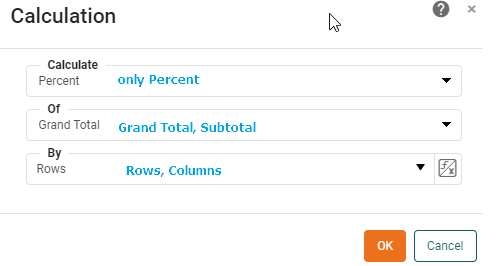 Calculation
?
×
Calculate
Percent only Percent
Of
Grand Total Grand Total, Subtotal
By
Rows Rows, Columns
f/x
OK Cancel